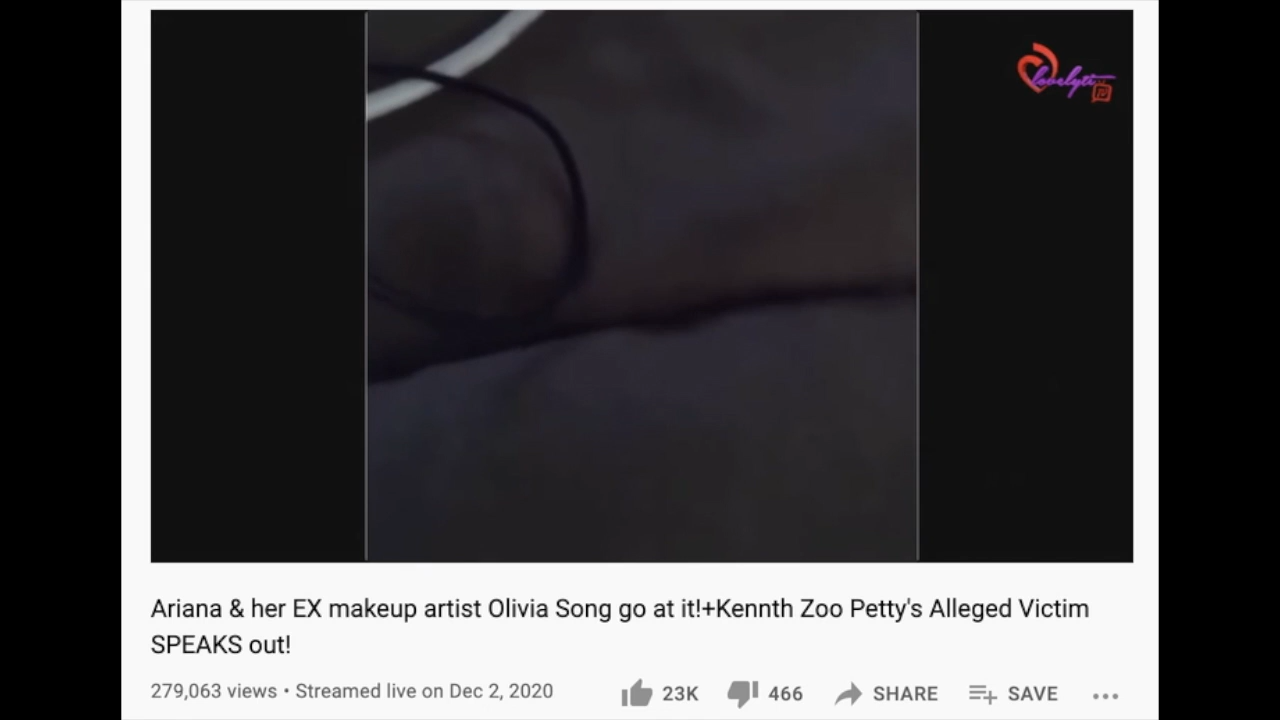 lovelyti
Ariana & her EX makeup artist Olivia Song go at it!+Kennth Zoo Petty's Alleged Victim
SPEAKS out!
279,063 views • Streamed live on Dec 2, 2020 23K 466 SHARE SAVE